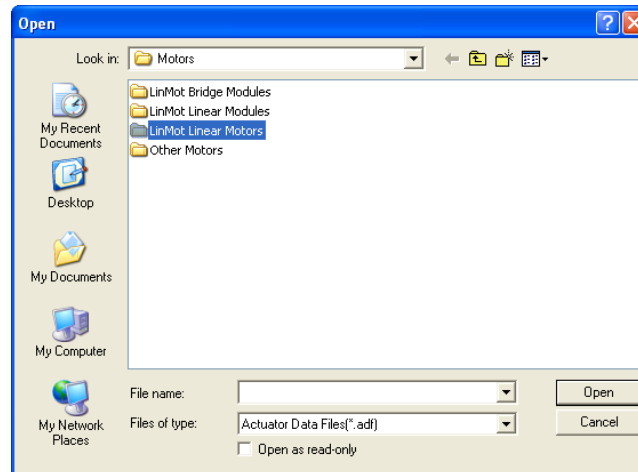 Open
Look in: Motors
LinMot Bridge Modules
LinMot Linear Modules
LinMot Linear Motors
Other Motors
My Recent
Documents
Desktop
My Documents
My Computer
My Network
Places
File name:
Open
Files of type: Actuator Data Files(*.adf)
Cancel
Open as read-only